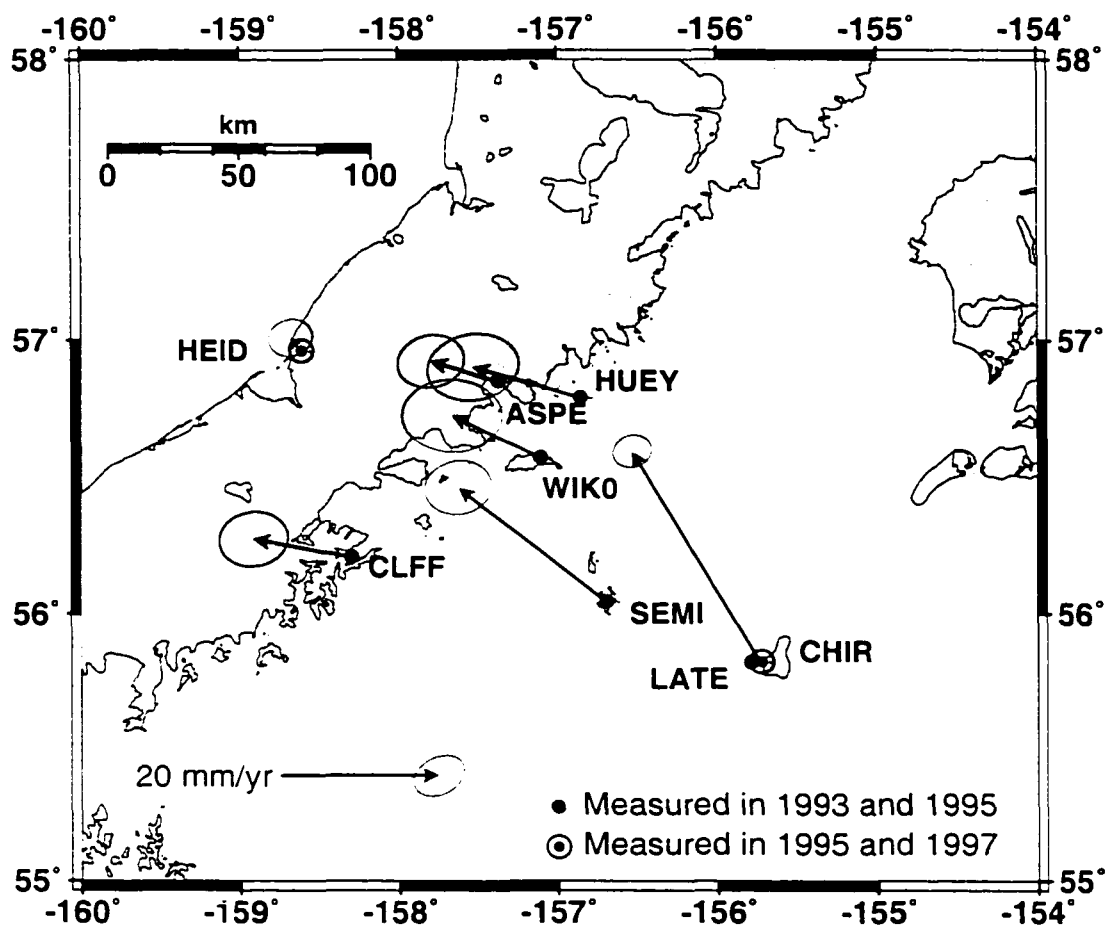 -160° -159° -158° -157° -156° -155° -154°
58° 58°
km
0 50 100
57° 57°
HEID
HUEY
ASPE
WIK0
CLFF
56° 56°
SEMI
CHIR
LATE
20 mm/yr
Measured in 1993 and 1995
Measured in 1995 and 1997
55° 55°
-160° -159° -158° -157° -156° -155° -154°